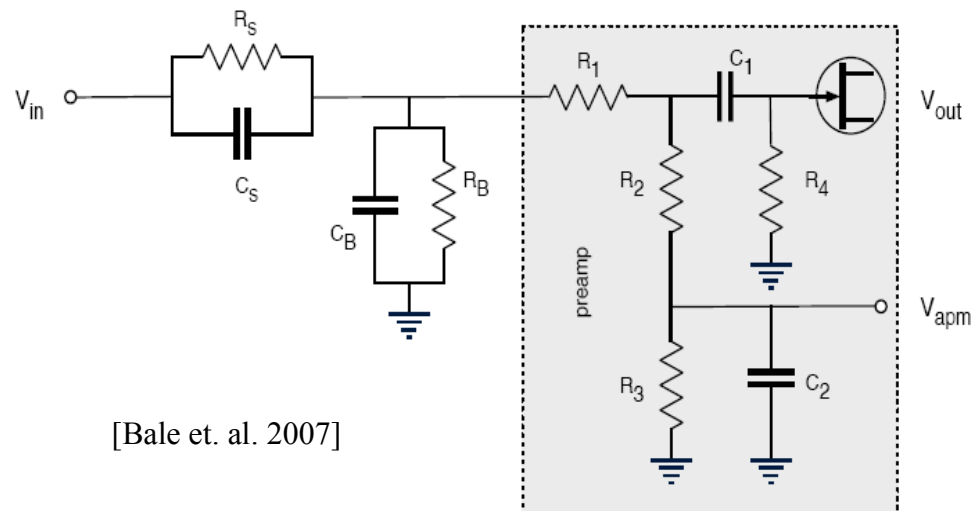 R_S
C_S
V_in
C_B
R_B
R_1
C_1
R_2
R_4
V_out
preamp
V_apm
R_3
C_2
[Bale et. al. 2007]